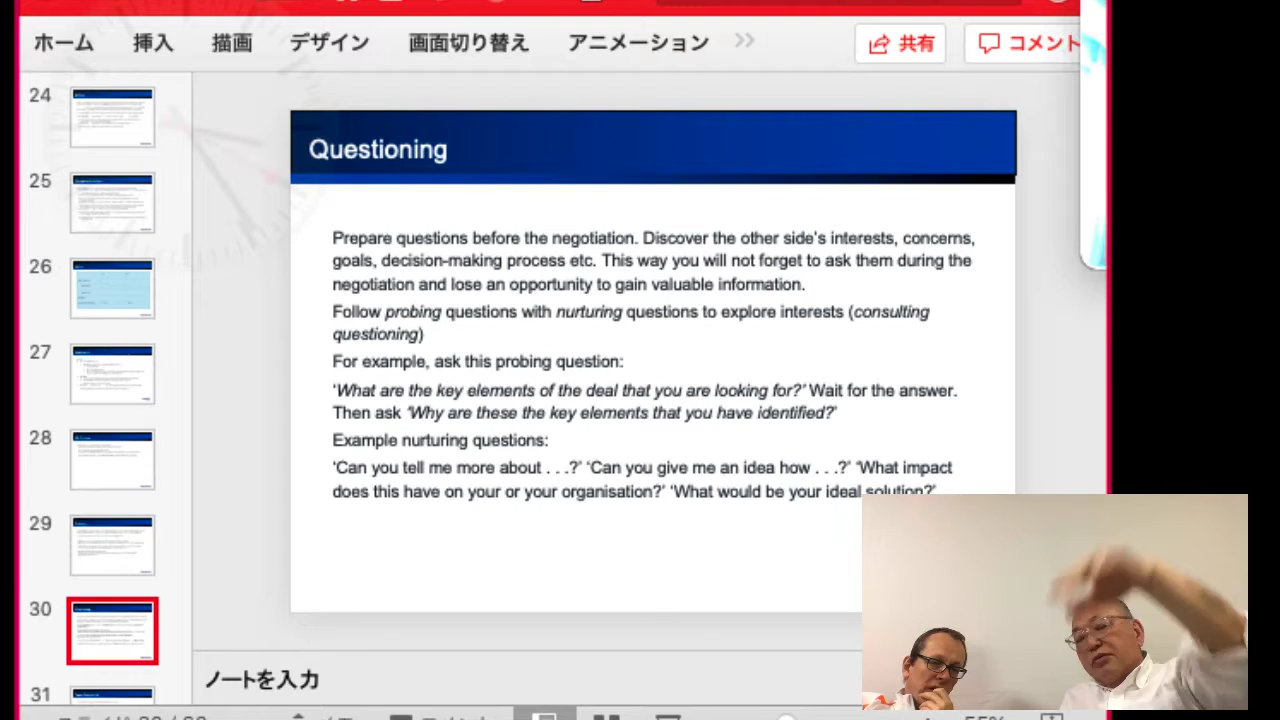 ホーム 挿入 描画 デザイン 画面切り替え アニメーション >> 共有 コメント
24
25
26
27
28
29
30
31
Questioning
Prepare questions before the negotiation. Discover the other side's interests, concerns,
goals, decision-making process etc. This way you will not forget to ask them during the
negotiation and lose an opportunity to gain valuable information.
Follow probing questions with nurturing questions to explore interests (consulting
questioning)
For example, ask this probing question:
'What are the key elements of the deal that you are looking for?' Wait for the answer.
Then ask 'Why are these the key elements that you have identified?'
Example nurturing questions:
'Can you tell me more about . . .?' 'Can you give me an idea how . . .?' 'What impact
does this have on your or your organisation?' 'What would be your ideal solution?'
ノートを入力